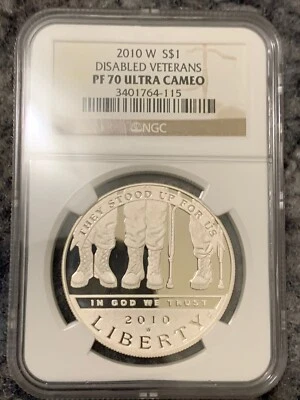 2010 W S$1
DISABLED VETERANS
PF 70 ULTRA CAMEO
3401764-115
NGC
THEY STOOD UP FOR US
IN GOD WE TRUST
2010
W
LIBERTY